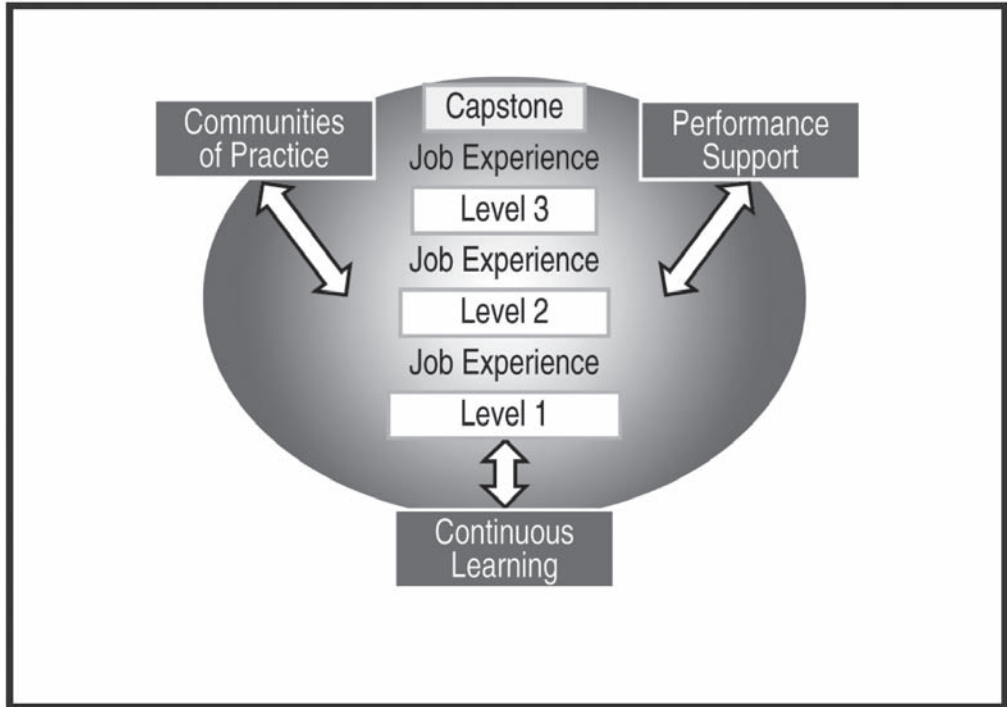 Communities
of Practice
Capstone
Performance
Support
Job Experience
Level 3
Job Experience
Level 2
Job Experience
Level 1
Continuous
Learning